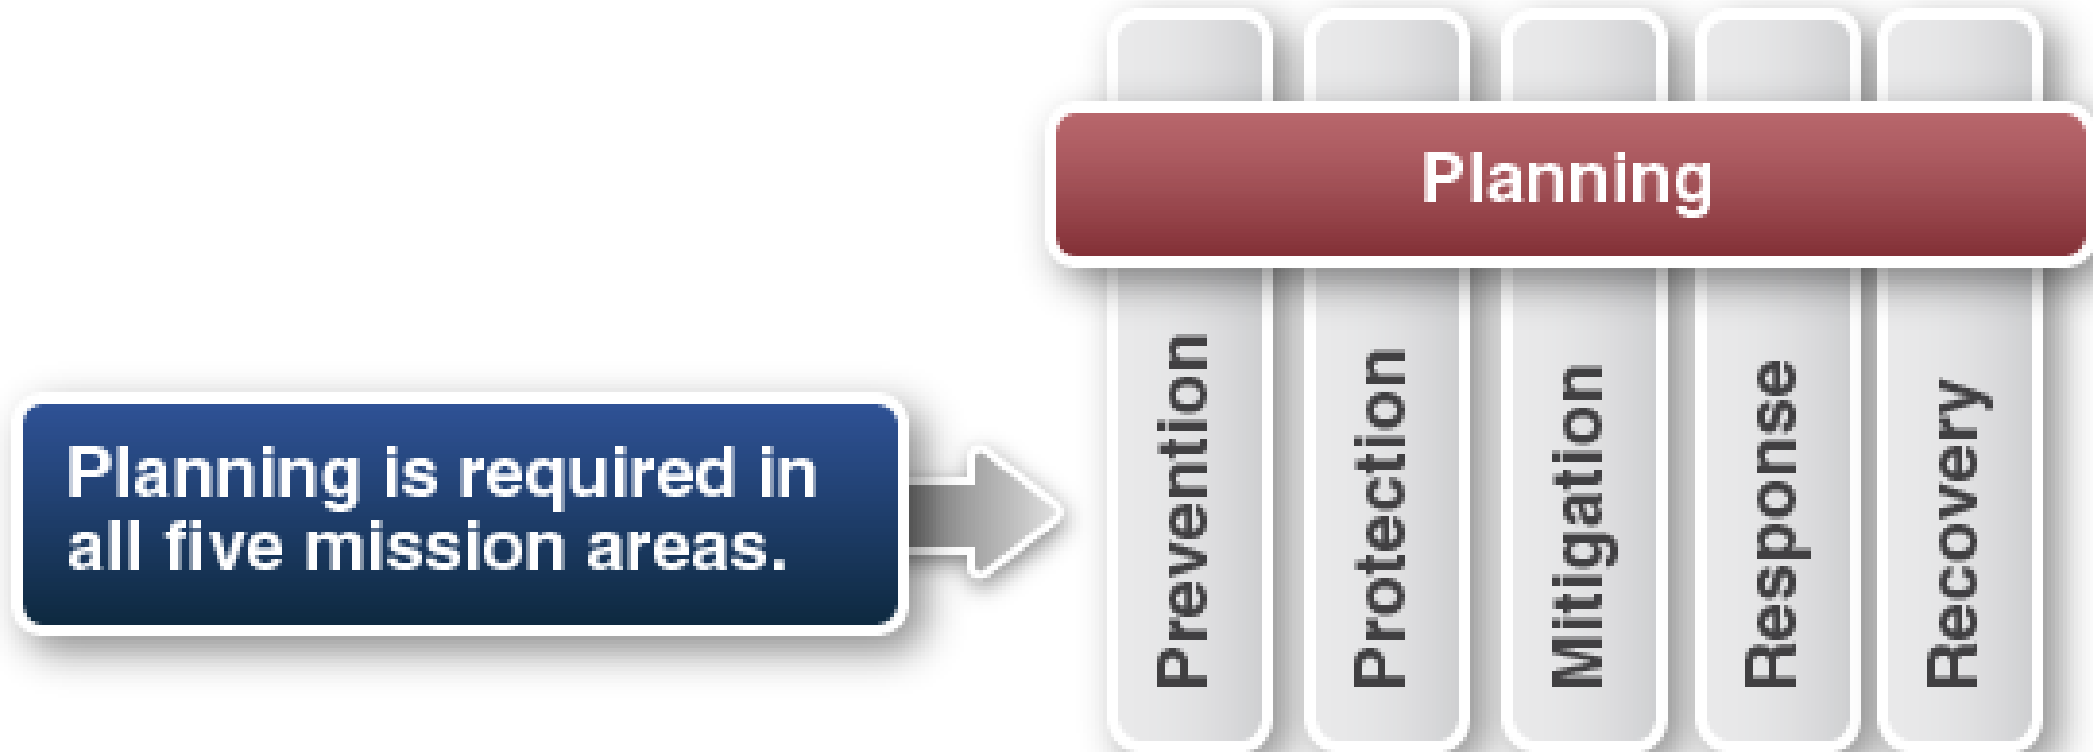 Planning
Planning is required in
all five mission areas.
Prevention
Protection
Mitigation
Response
Recovery